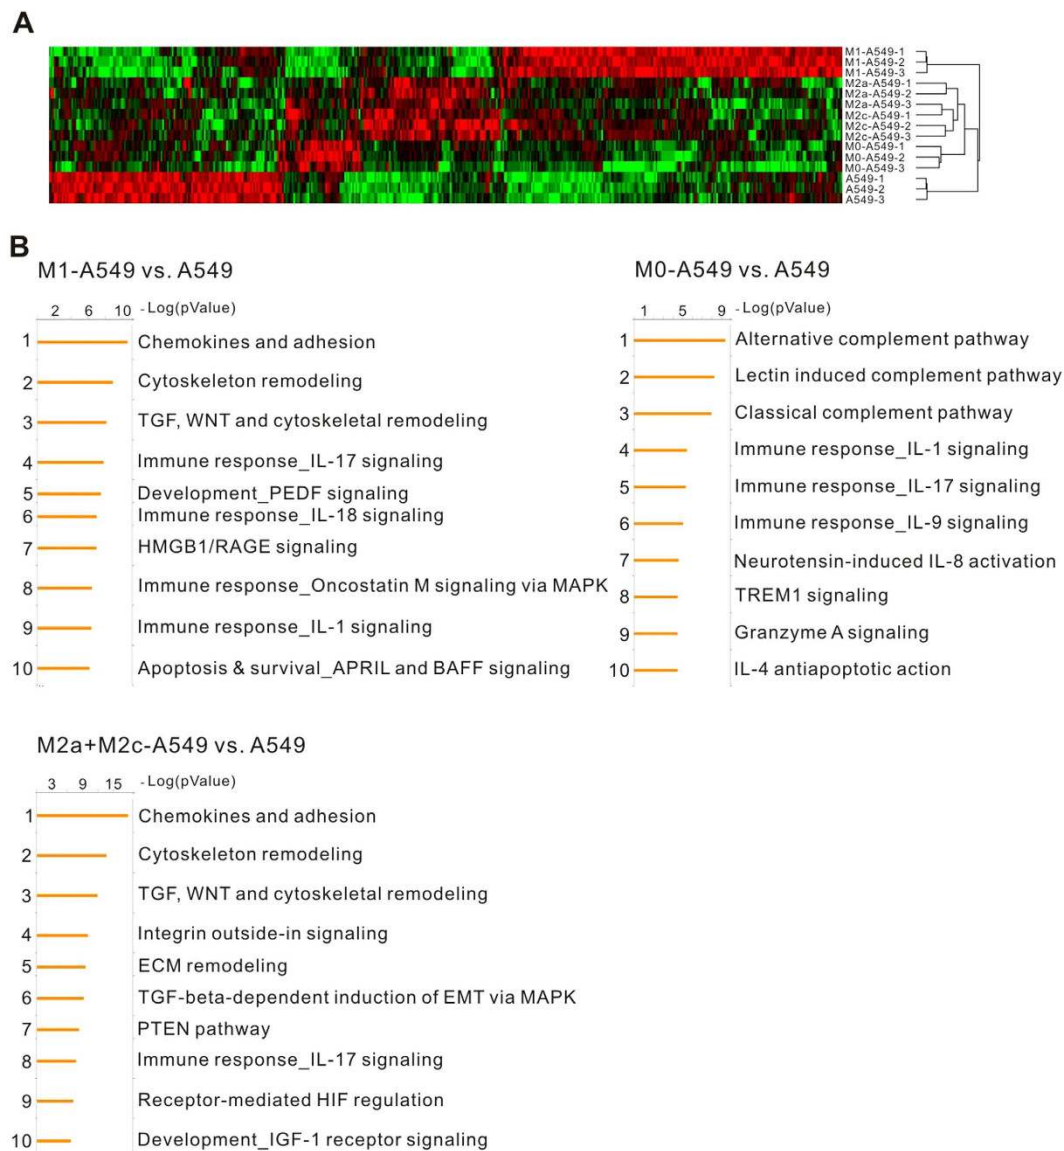 A
M1-A549-1
M1-A549-2
M1-A549-3
M2a-A549-1
M2a-A549-2
M2a-A549-3
M2c-A549-1
M2c-A549-2
M2c-A549-3
M0-A549-1
M0-A549-2
M0-A549-3
A549-1
A549-2
A549-3
B
M1-A549 vs. A549
2 6 10 -Log(pValue)
1 Chemokines and adhesion
2 Cytoskeleton remodeling
3 TGF, WNT and cytoskeletal remodeling
4 Immune response_IL-17 signaling
5 Development_PEDF signaling
6 Immune response_IL-18 signaling
7 HMGB1/RAGE signaling
8 Immune response_Oncostatin M signaling via MAPK
9 Immune response_IL-1 signaling
10 Apoptosis & survival_APRIL and BAFF signaling
M0-A549 vs. A549
1 5 9 -Log(pValue)
1 Alternative complement pathway
2 Lectin induced complement pathway
3 Classical complement pathway
4 Immune response_IL-1 signaling
5 Immune response_IL-17 signaling
6 Immune response_IL-9 signaling
7 Neurotensin-induced IL-8 activation
8 TREM1 signaling
9 Granzyme A signaling
10 IL-4 antiapoptotic action
M2a+M2c-A549 vs. A549
3 9 15 -Log(pValue)
1 Chemokines and adhesion
2 Cytoskeleton remodeling
3 TGF, WNT and cytoskeletal remodeling
4 Integrin outside-in signaling
5 ECM remodeling
6 TGF-beta-dependent induction of EMT via MAPK
7 PTEN pathway
8 Immune response_IL-17 signaling
9 Receptor-mediated HIF regulation
10 Development_IGF-1 receptor signaling